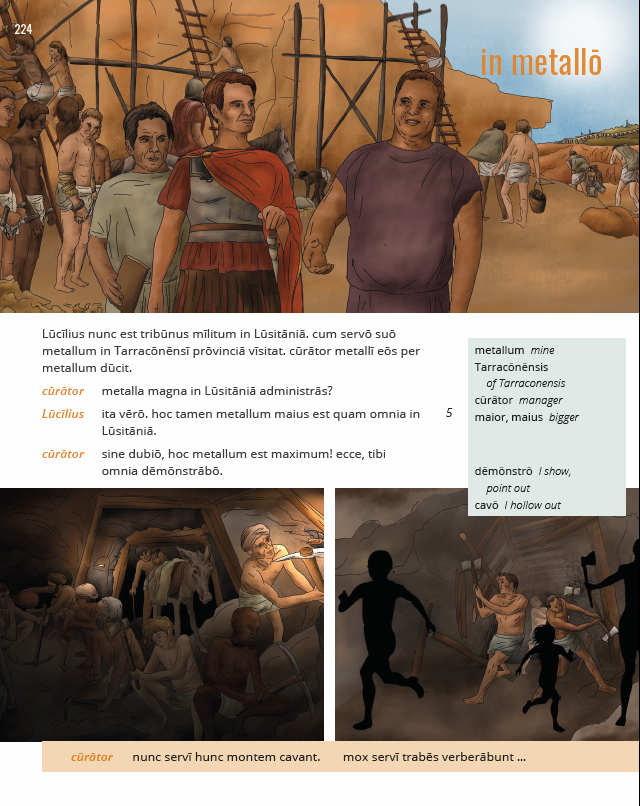 224
in metallō
Lūcīlius nunc est tribūnus mīlitum in Lūsitāniā. cum servō suō
metallum in Tarracōnēnsī prōvinciā vīsitat. cūrātor metallī eōs per
metallum dūcit.
cūrātor metalla magna in Lūsitāniā administrās?
Lūcīlius ita vērō. hoc tamen metallum maius est quam omnia in 5
Lūsitāniā.
cūrātor sine dubiō, hoc metallum est maximum! ecce, tibi
omnia dēmōnstrābō.
metallum mine
Tarracōnēnsis
of Tarraconensis
cūrātor manager
maior, maius bigger
dēmōnstrō I show,
point out
cavō I hollow out
cūrātor nunc servī hunc montem cavant. mox servī trabēs verberābunt ...